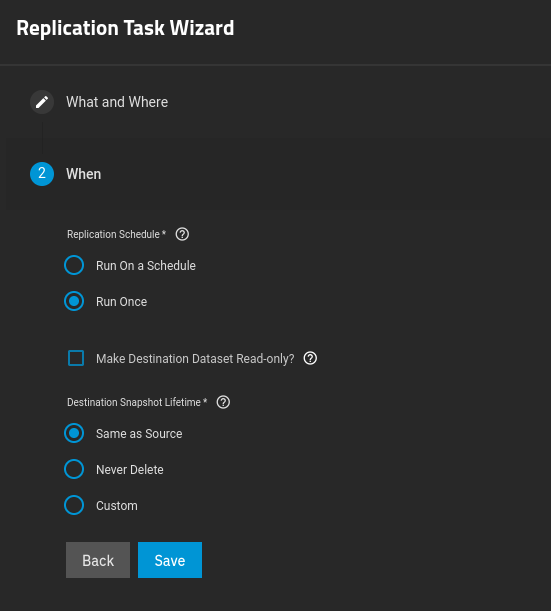 Replication Task Wizard
What and Where
2 When
Replication Schedule *
Run On a Schedule
Run Once
Make Destination Dataset Read-only?
Destination Snapshot Lifetime *
Same as Source
Never Delete
Custom
Back Save